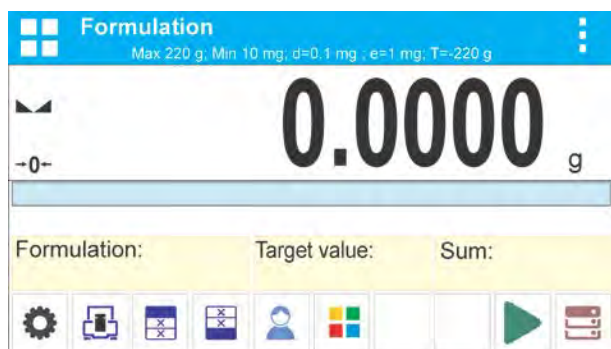 Formulation
Max 220 g; Min 10 mg; d=0,1 mg ; e=1 mg; T=-220 g
0.0000 g
→0←
Formulation: Target value: Sum: